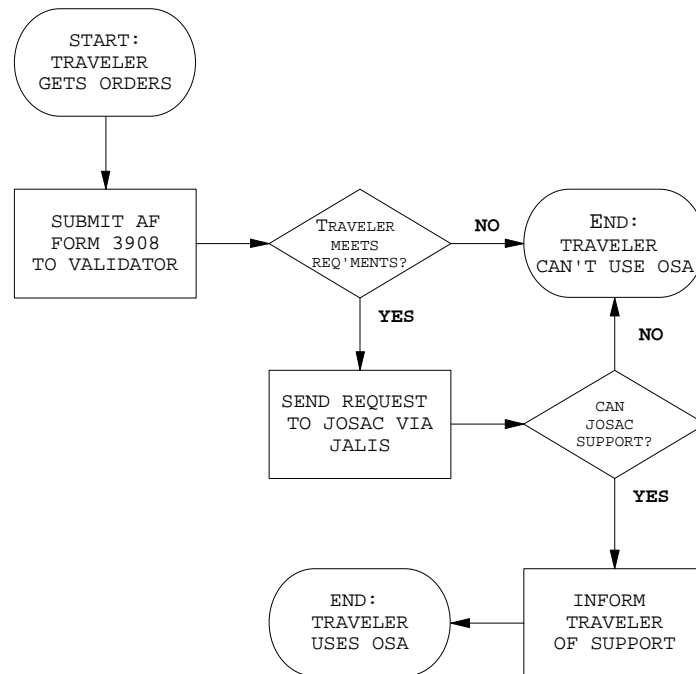 START:
TRAVELER
GETS ORDERS
SUBMIT AF
FORM 3908
TO VALIDATOR
TRAVELER
MEETS
REQ'MENTS?
NO
END:
TRAVELER
CAN'T USE OSA
YES
NO
SEND REQUEST
TO JOSAC VIA
JALIS
CAN
JOSAC
SUPPORT?
YES
END:
TRAVELER
USES OSA
INFORM
TRAVELER
OF SUPPORT